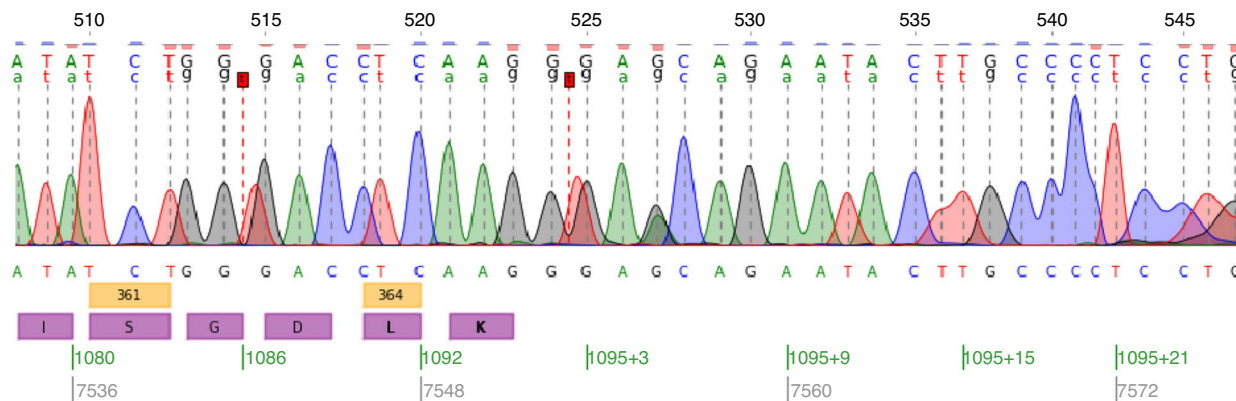 510 515 520 525 530 535 540 545
A T A T C T G G G A C C T C A A G G G A G C A G A A T A C T T G C C C C T C C T G
a t a t c t g g t g a c c t c a a g g t g a g c a g a a t a c t t g c c c c t c c t g
A T A T C T G G G A C C T C A A G G G A G C A G A A T A C T T G C C C C T C C T G
361 364
I S G D L K
1080 1086 1092 1095+3 1095+9 1095+15 1095+21
7536 7548 7560 7572